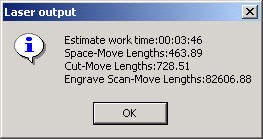 Laser output
Estimate work time:00:03:46
Space-Move Lengths:463.89
Cut-Move Lengths:728.51
Engrave Scan-Move Lengths:82606.88
OK